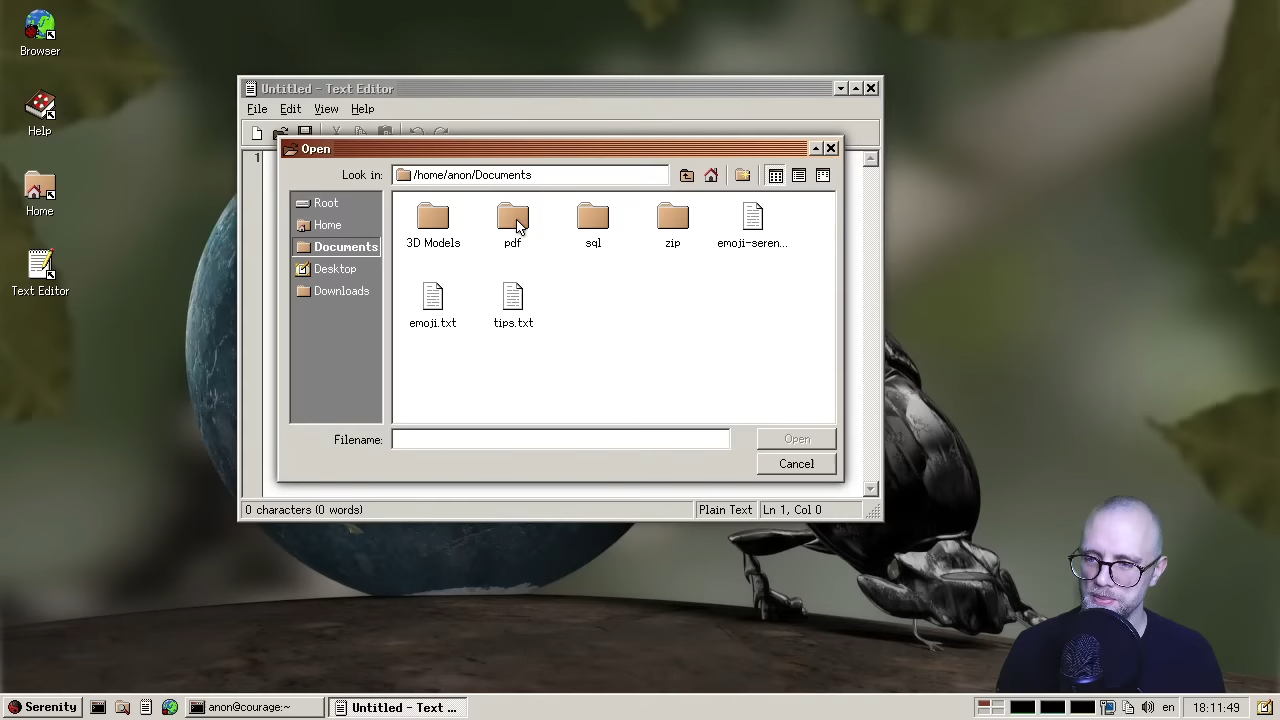 Browser
Help
Home
Text Editor
Untitled - Text Editor
File Edit View Help
1
Open
Look in: /home/anon/Documents
Root
Home
Documents
Desktop
Downloads
3D Models pdf sql zip emoji-seren...
emoji.txt tips.txt
Filename: Open
Cancel
0 characters (0 words) Plain Text Ln 1, Col 0
Serenity anon@courage:~ Untitled - Text ... en 18:11:49